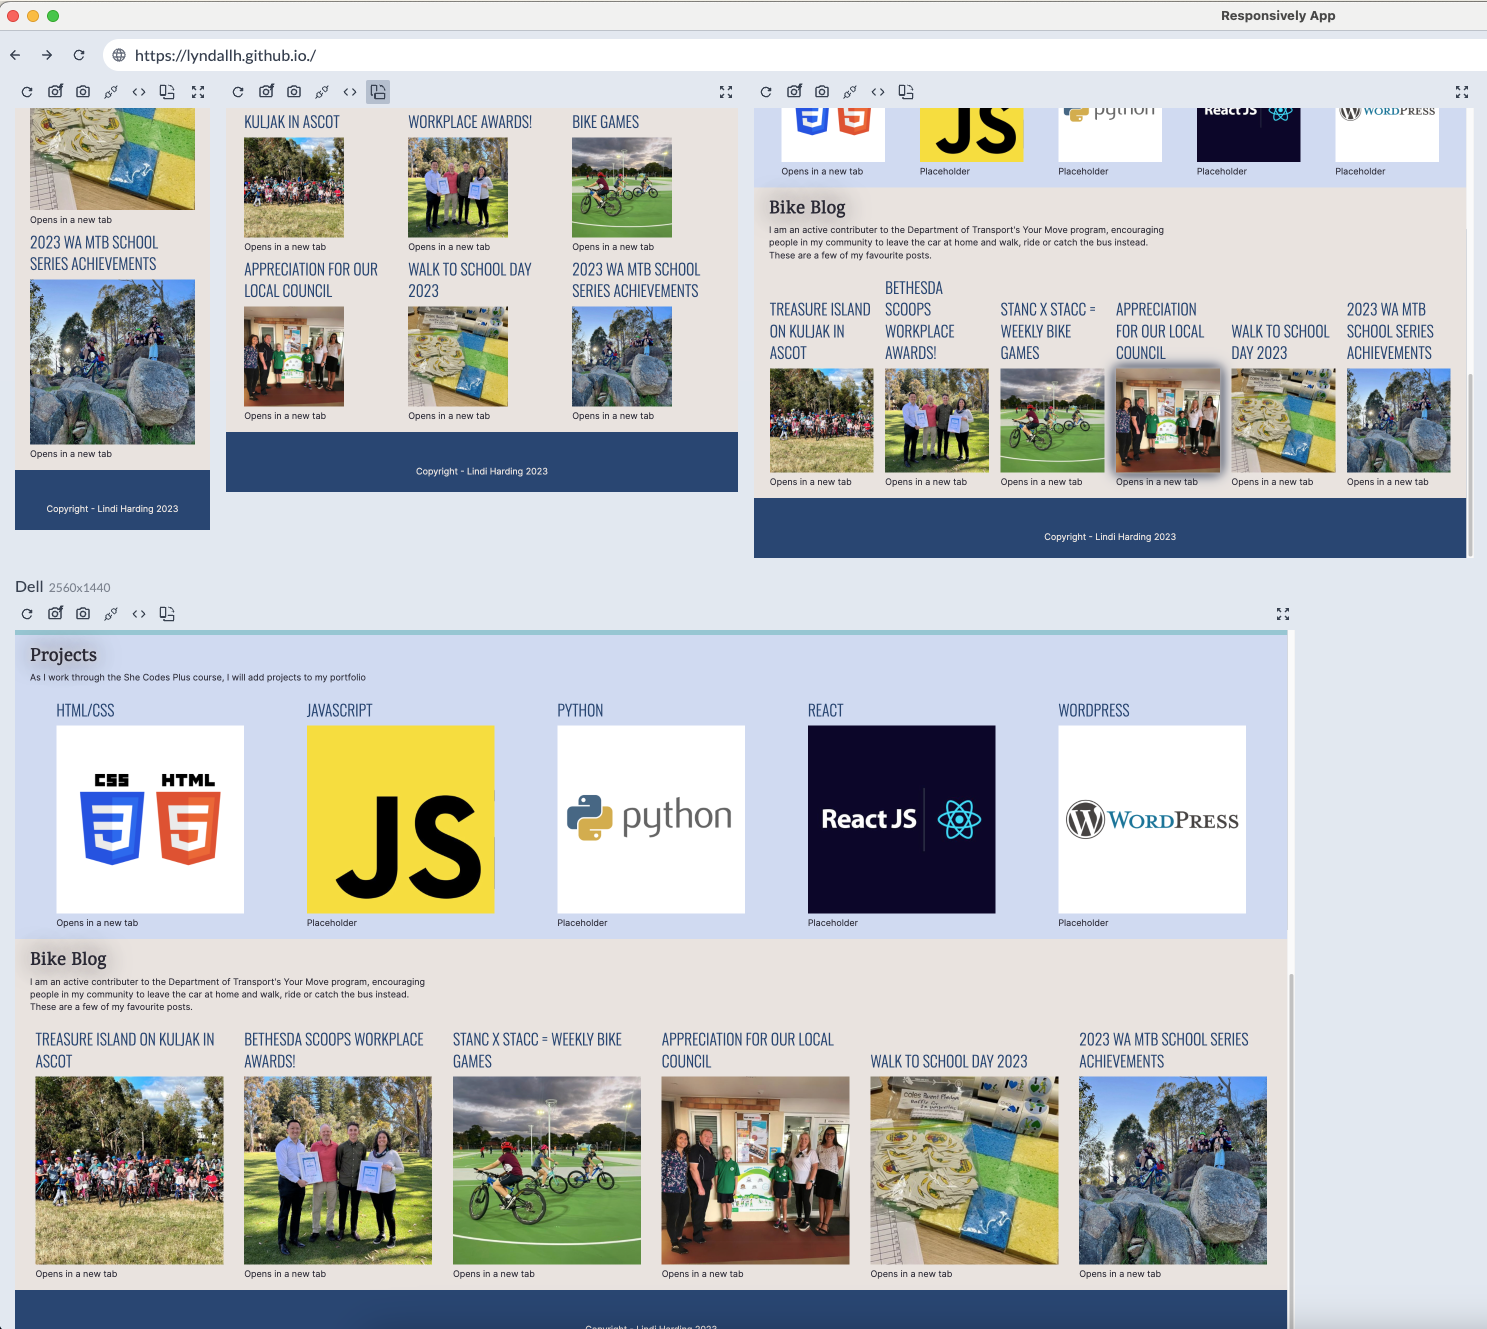 Responsively App
https://lyndallh.github.io./
Opens in a new tab
2023 WA MTB SCHOOL
SERIES ACHIEVEMENTS
Opens in a new tab
Copyright - Lindi Harding 2023
KULJAK IN ASCOT
WORKPLACE AWARDS!
BIKE GAMES
Opens in a new tab
Opens in a new tab
Opens in a new tab
APPRECIATION FOR OUR
LOCAL COUNCIL
WALK TO SCHOOL DAY
2023
2023 WA MTB SCHOOL
SERIES ACHIEVEMENTS
Opens in a new tab
Opens in a new tab
Opens in a new tab
Copyright - Lindi Harding 2023
JS
python
React JS
WORDPRESS
Opens in a new tab
Placeholder
Placeholder
Placeholder
Placeholder
Bike Blog
I am an active contributer to the Department of Transport's Your Move program, encouraging
people in my community to leave the car at home and walk, ride or catch the bus instead.
These are a few of my favourite posts.
TREASURE ISLAND
ON KULJAK IN
ASCOT
BETHESDA
SCOOPS
WORKPLACE
AWARDS!
STANC X STACC =
WEEKLY BIKE
GAMES
APPRECIATION
FOR OUR LOCAL
COUNCIL
WALK TO SCHOOL
DAY 2023
2023 WA MTB
SCHOOL SERIES
ACHIEVEMENTS
Opens in a new tab
Opens in a new tab
Opens in a new tab
Opens in a new tab
Opens in a new tab
Opens in a new tab
Copyright - Lindi Harding 2023
Dell 2560x1440
Projects
As I work through the She Codes Plus course, I will add projects to my portfolio
HTML/CSS
JAVASCRIPT
PYTHON
REACT
WORDPRESS
CSS HTML
JS
python
React JS
WORDPRESS
Opens in a new tab
Placeholder
Placeholder
Placeholder
Placeholder
Bike Blog
I am an active contributer to the Department of Transport's Your Move program, encouraging
people in my community to leave the car at home and walk, ride or catch the bus instead.
These are a few of my favourite posts.
TREASURE ISLAND ON KULJAK IN
ASCOT
BETHESDA SCOOPS WORKPLACE
AWARDS!
STANC X STACC = WEEKLY BIKE
GAMES
APPRECIATION FOR OUR LOCAL
COUNCIL
WALK TO SCHOOL DAY 2023
2023 WA MTB SCHOOL SERIES
ACHIEVEMENTS
Opens in a new tab
Opens in a new tab
Opens in a new tab
Opens in a new tab
Opens in a new tab
Opens in a new tab
Copyright - Lindi Harding 2023